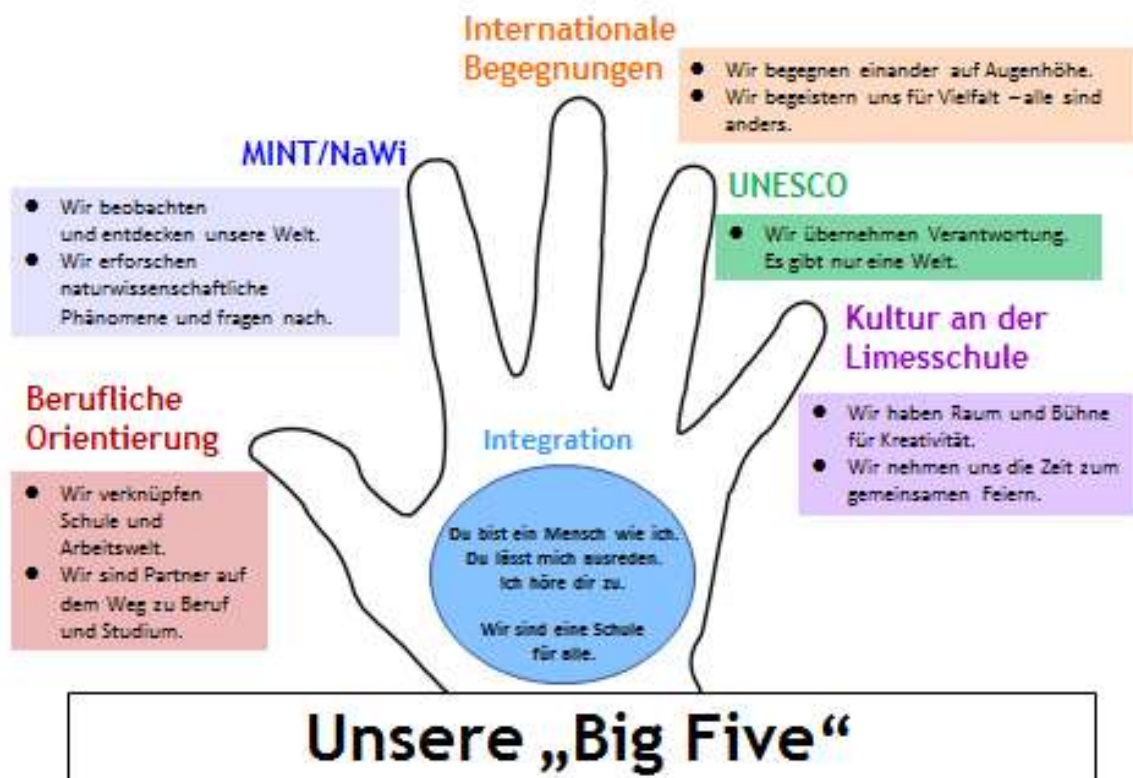 Internationale
Begegnungen
● Wir begegnen einander auf Augenhöhe.
● Wir begeistern uns für Vielfalt – alle sind
anders.
MINT/NaWi
● Wir beobachten
und entdecken unsere Welt.
● Wir erforschen
naturwissenschaftliche
Phänomene und fragen nach.
UNESCO
● Wir übernehmen Verantwortung.
Es gibt nur eine Welt.
Kultur an der
Limesschule
● Wir haben Raum und Bühne
für Kreativität.
● Wir nehmen uns die Zeit zum
gemeinsamen Feiern.
Berufliche
Orientierung
● Wir verknüpfen
Schule und
Arbeitswelt.
● Wir sind Partner auf
dem Weg zu Beruf
und Studium.
Integration
Du bist ein Mensch wie ich.
Du lässt mich ausreden.
Ich höre dir zu.
Wir sind eine Schule
für alle.
Unsere „Big Five“